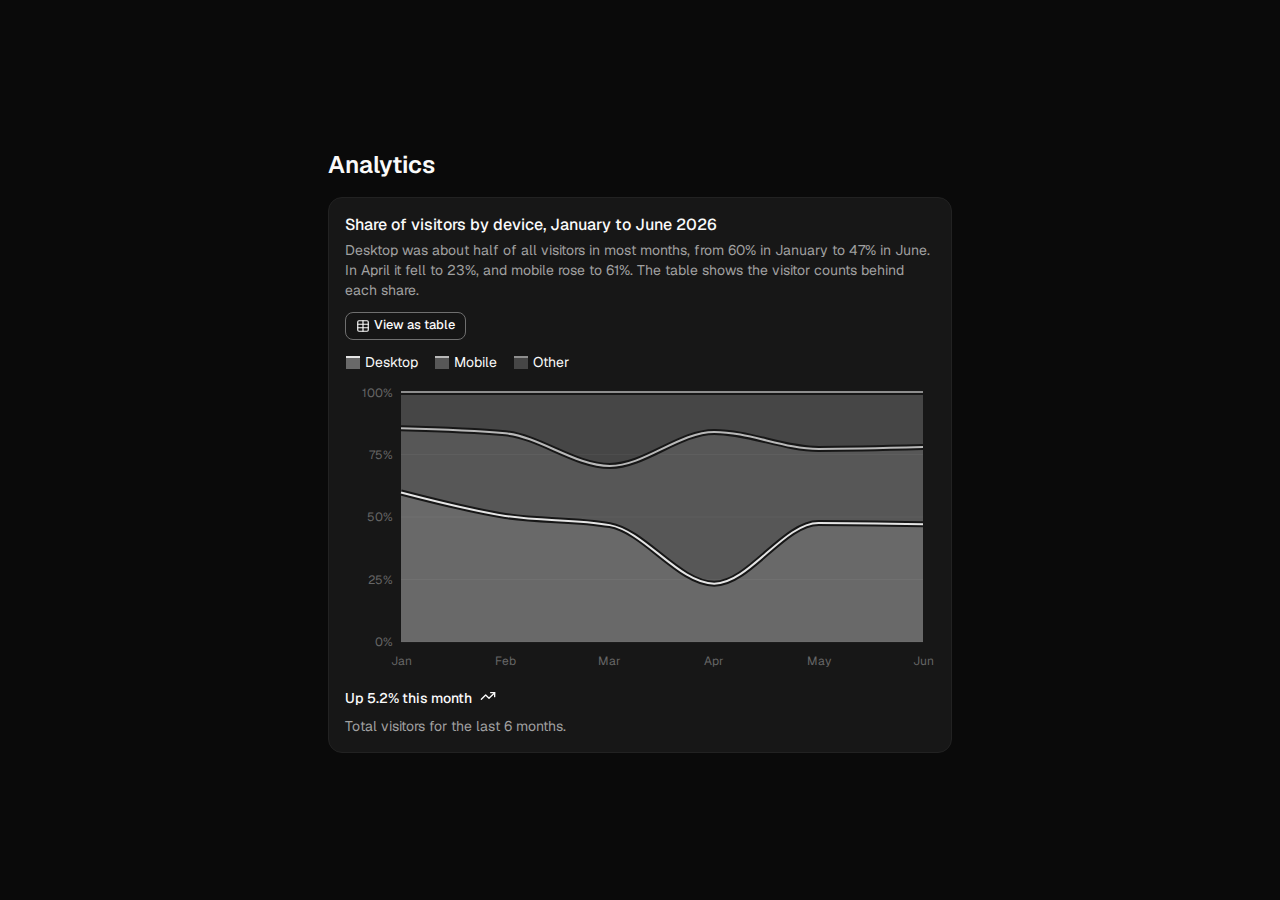 Analytics
Share of visitors by device, January to June 2026
Desktop was about half of all visitors in most months, from 60% in January to 47% in June.
In April it fell to 23%, and mobile rose to 61%. The table shows the visitor counts behind
each share.
View as table
Desktop Mobile Other
100%
75%
50%
25%
0%
Jan Feb Mar Apr May Jun
Up 5.2% this month
Total visitors for the last 6 months.